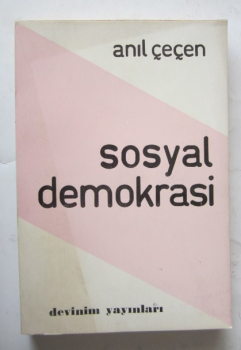 anıl çeçen
sosyal
demokrasi
devinim yayınları